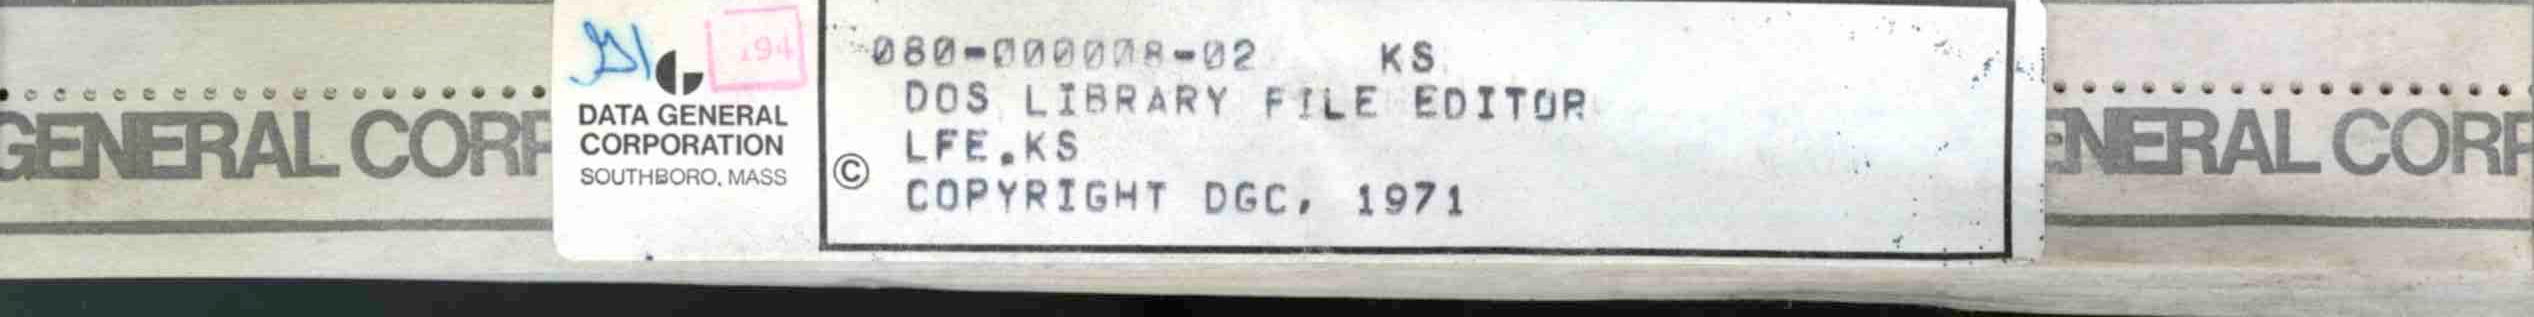 GENERAL CORP
194
DATA GENERAL
CORPORATION
SOUTHBORO, MASS
080-000008-02 KS
DOS LIBRARY FILE EDITOR
LFE.KS
© COPYRIGHT DGC, 1971
ENERAL CORP